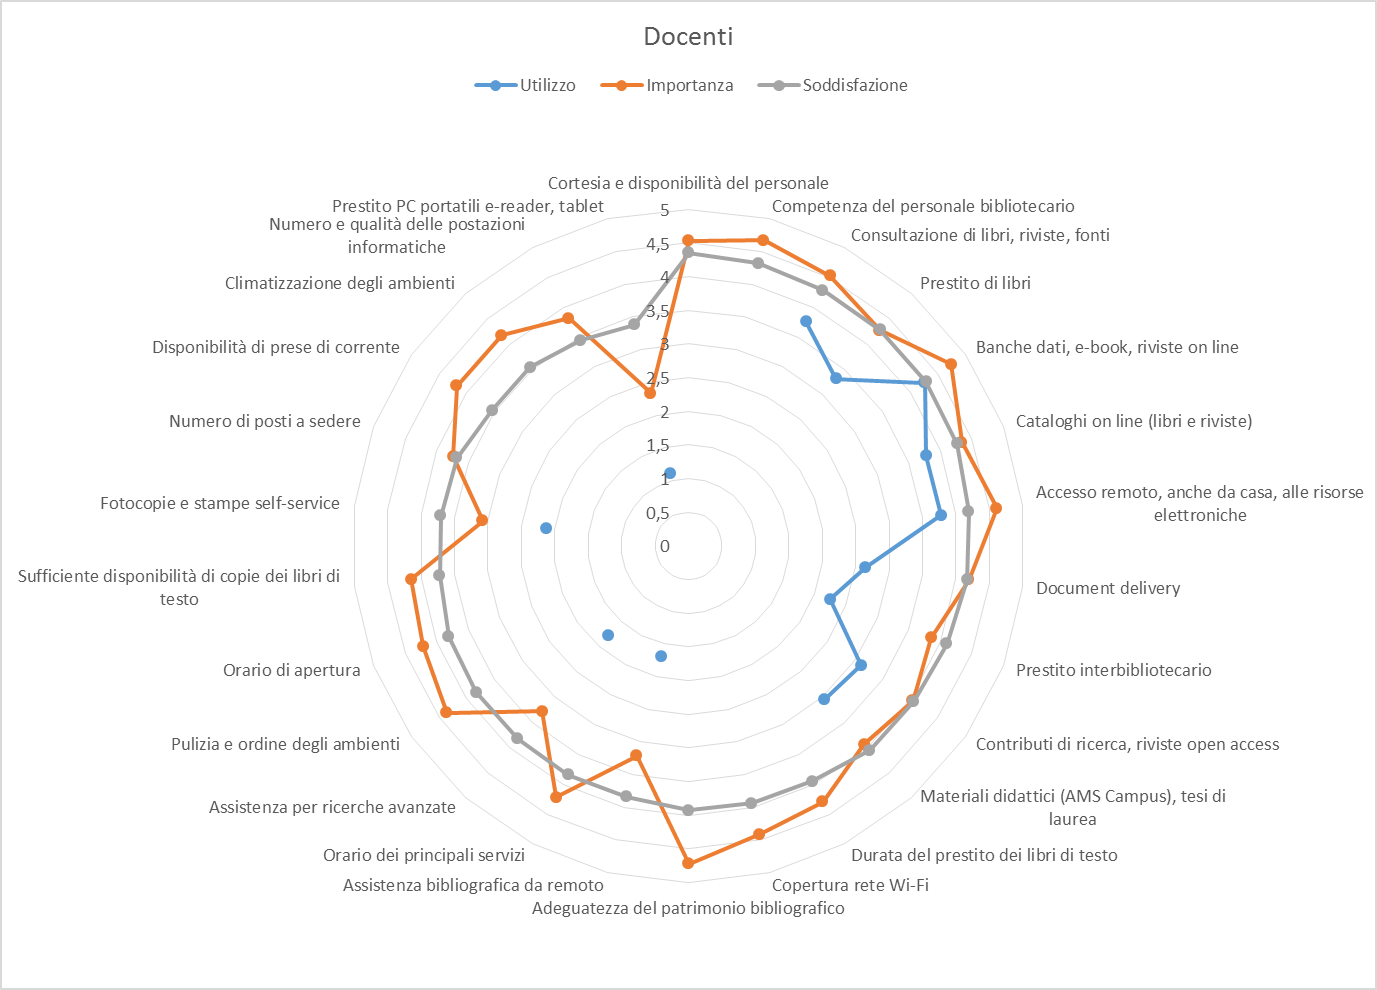 Docenti
Utilizzo
Importanza
Soddisfazione
Cortesia e disponibilità del personale
Prestito PC portatili e-reader, tablet
Competenza del personale bibliotecario
Numero e qualità delle postazioni
informatiche
Consultazione di libri, riviste, fonti
Climatizzazione degli ambienti
Prestito di libri
Disponibilità di prese di corrente
Banche dati, e-book, riviste on line
Numero di posti a sedere
Cataloghi on line (libri e riviste)
Fotocopie e stampe self-service
Accesso remoto, anche da casa, alle risorse
elettroniche
Sufficiente disponibilità di copie dei libri di
testo
Document delivery
Orario di apertura
Prestito interbibliotecario
Pulizia e ordine degli ambienti
Contributi di ricerca, riviste open access
Assistenza per ricerche avanzate
Materiali didattici (AMS Campus), tesi di
laurea
Orario dei principali servizi
Durata del prestito dei libri di testo
Assistenza bibliografica da remoto
Copertura rete Wi-Fi
Adeguatezza del patrimonio bibliografico
5
4,5
4
3,5
3
2,5
2
1,5
1
0,5
0